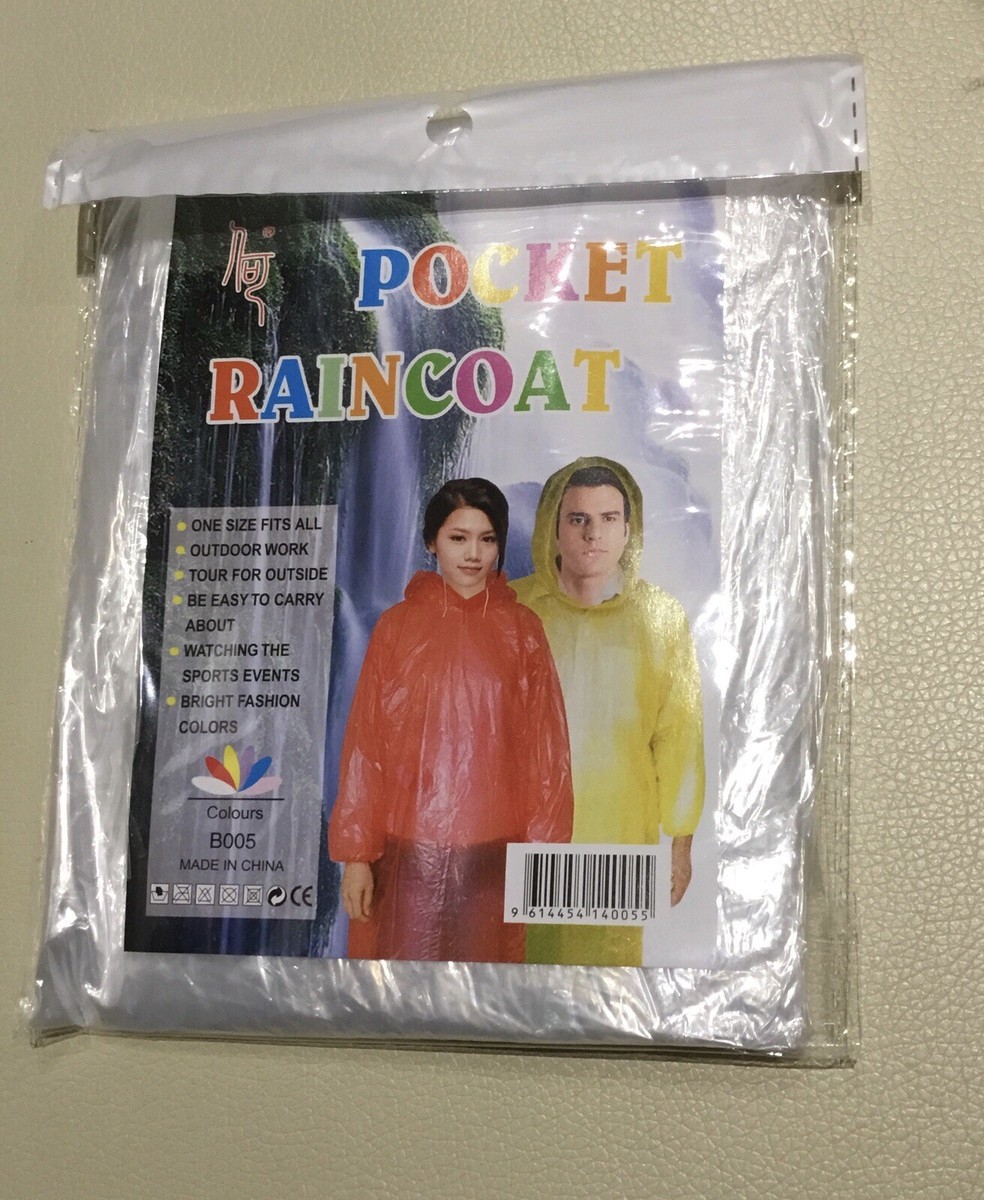 ®
POCKET
RAINCOAT
ONE SIZE FITS ALL
OUTDOOR WORK
TOUR FOR OUTSIDE
BE EASY TO CARRY
ABOUT
WATCHING THE
SPORTS EVENTS
BRIGHT FASHION
COLORS
Colours
B005
MADE IN CHINA
CE
9 614454 140055